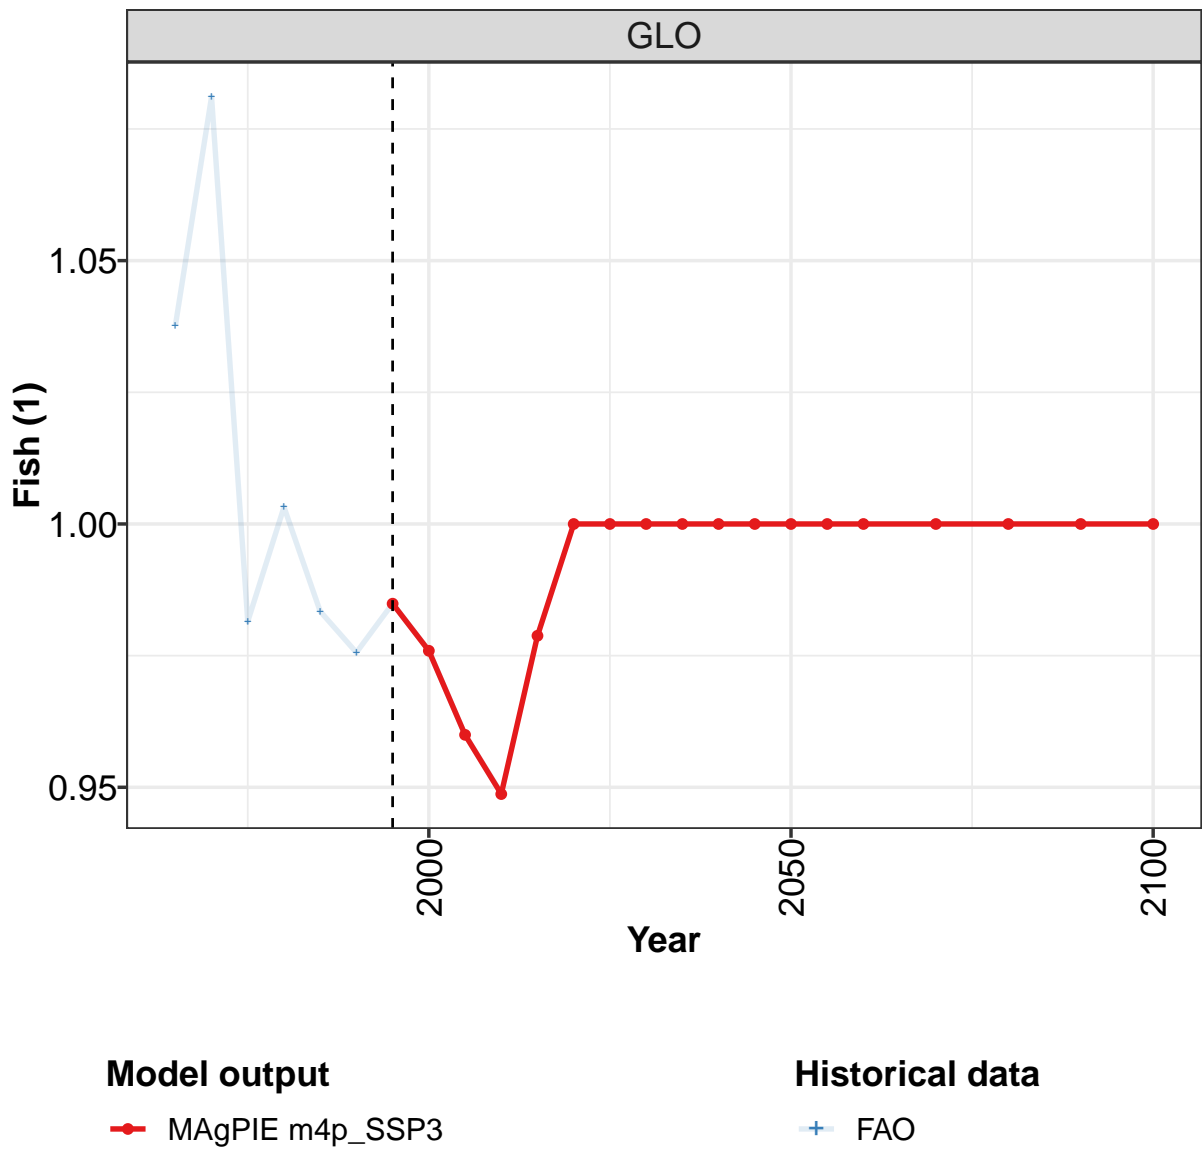 GLO
Fish (1)
1.05
1.00
0.95
2000
2050
2100
Year
Model output
MAgPIE m4p_SSP3
Historical data
FAO